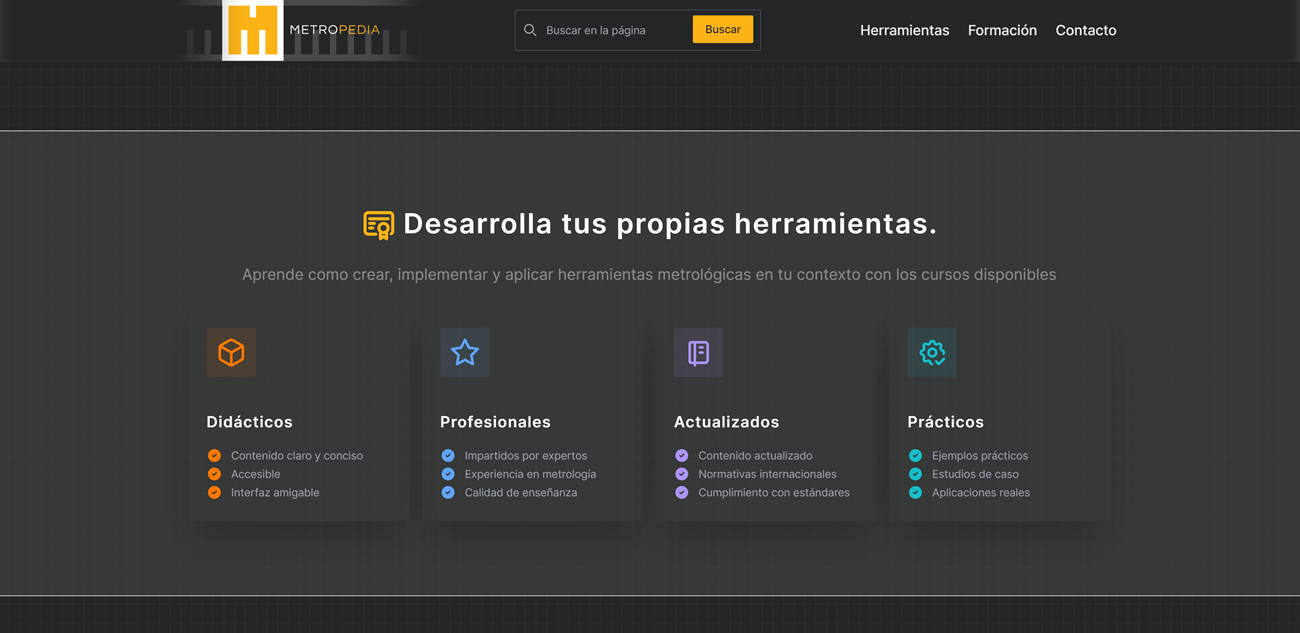 METROPEDIA
Buscar en la página
Buscar
Herramientas
Formación
Contacto
Desarrolla tus propias herramientas.
Aprende como crear, implementar y aplicar herramientas metrológicas en tu contexto con los cursos disponibles
Didácticos
Contenido claro y conciso
Accesible
Interfaz amigable
Profesionales
Impartidos por expertos
Experiencia en metrología
Calidad de enseñanza
Actualizados
Contenido actualizado
Normativas internacionales
Cumplimiento con estándares
Prácticos
Ejemplos prácticos
Estudios de caso
Aplicaciones reales